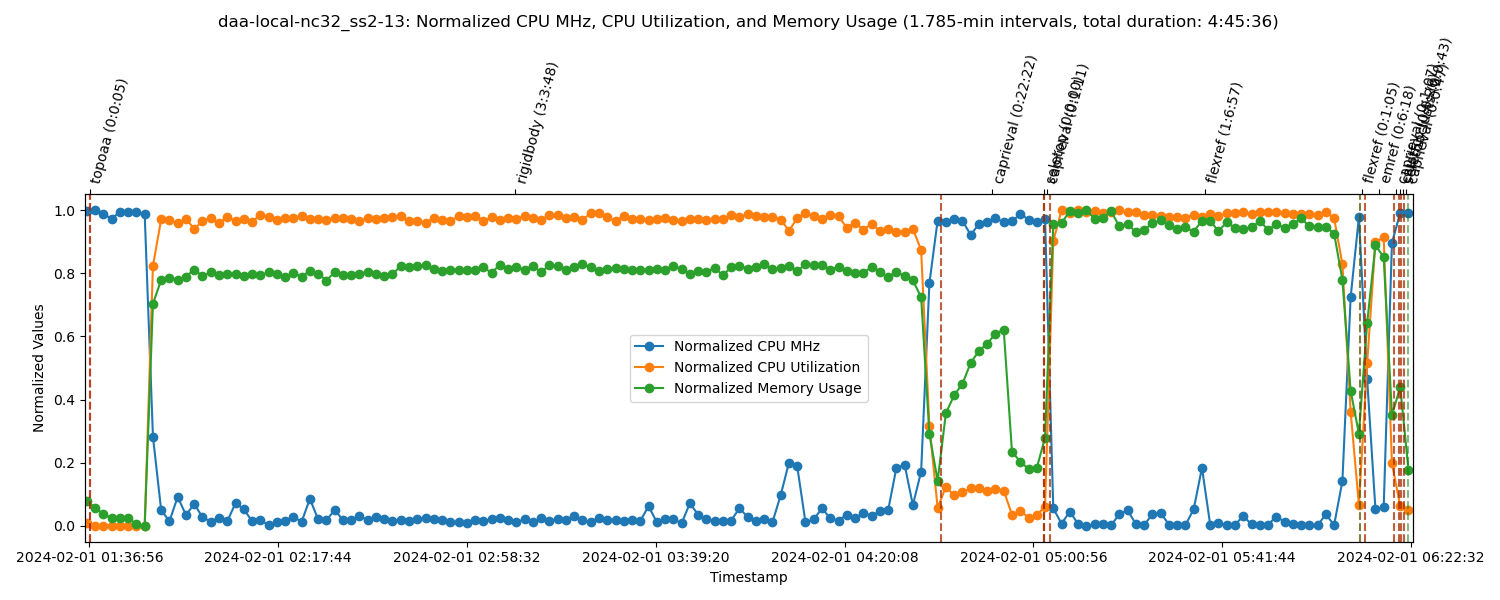 daa-local-nc32_ss2-13: Normalized CPU MHz, CPU Utilization, and Memory Usage (1.785-min intervals, total duration: 4:45:36)
topoaa (0:0:05)
rigidbody (3:3:48)
caprieval (0:22:22)
caprieval (0:1:11)
flexref (1:6:57)
flexref (0:1:05)
emref (0:6:18)
1.0
0.8
0.6
0.4
0.2
0.0
Normalized Values
Normalized CPU MHz
Normalized CPU Utilization
Normalized Memory Usage
2024-02-01 01:36:56
2024-02-01 02:17:44
2024-02-01 02:58:32
2024-02-01 03:39:20
2024-02-01 04:20:08
2024-02-01 05:00:56
2024-02-01 05:41:44
2024-02-01 06:22:32
Timestamp